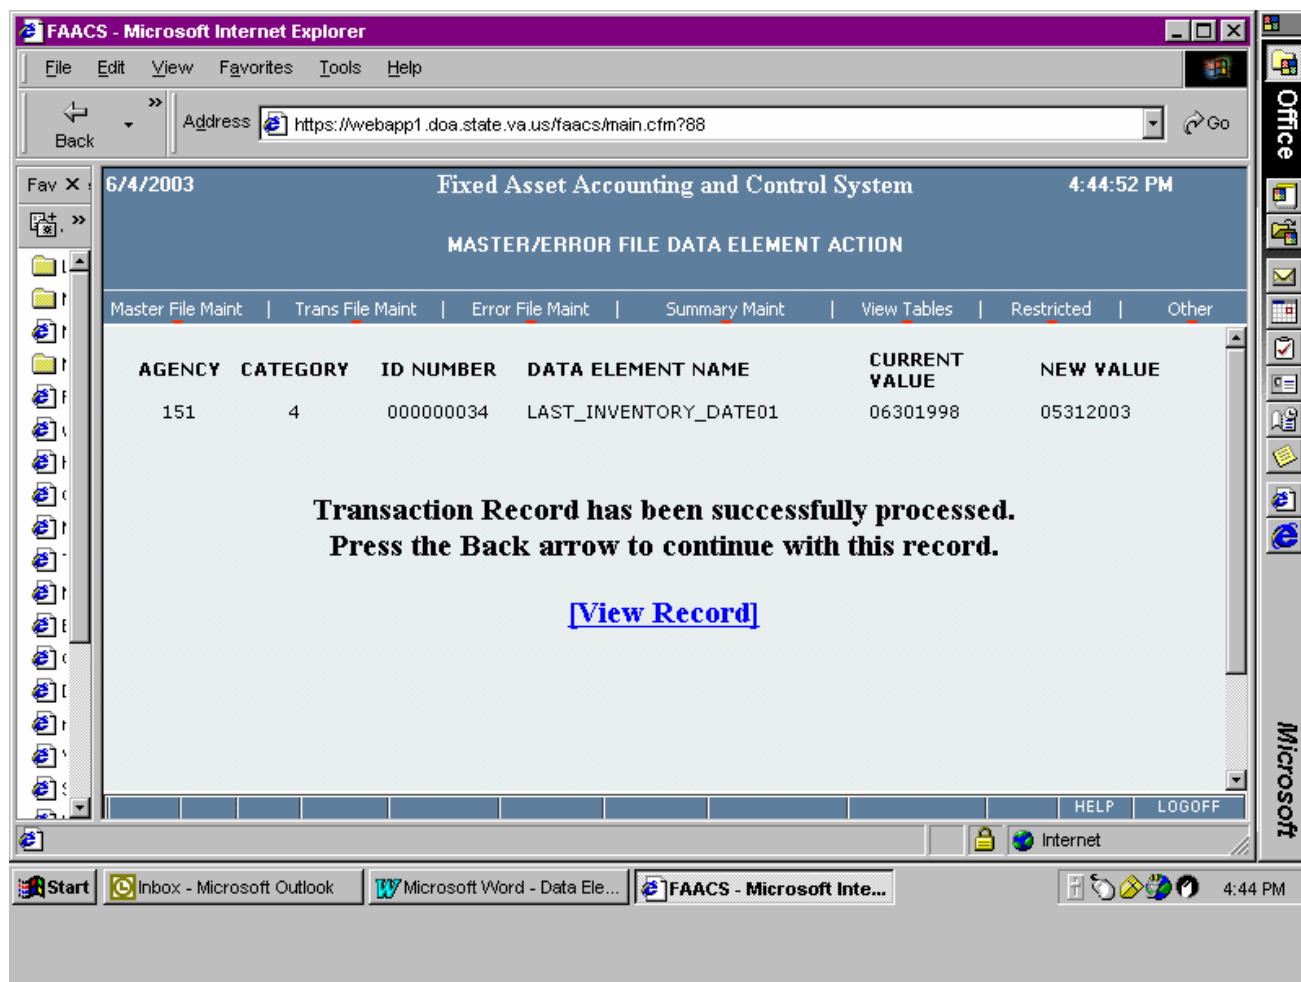 FAACS - Microsoft Internet Explorer
File Edit View Favorites Tools Help
Back » Address https://webapp1.doa.state.va.us/faacs/main.cfm?88 Go
Fav
6/4/2003 Fixed Asset Accounting and Control System 4:44:52 PM
MASTER/ERROR FILE DATA ELEMENT ACTION
Master File Maint | Trans File Maint | Error File Maint | Summary Maint | View Tables | Restricted | Other
AGENCY CATEGORY ID NUMBER DATA ELEMENT NAME CURRENT VALUE NEW VALUE
151 4 000000034 LAST_INVENTORY_DATE01 06301998 05312003
Transaction Record has been successfully processed.
Press the Back arrow to continue with this record.
[View Record]
HELP LOGOFF
Internet
Start Inbox - Microsoft Outlook Microsoft Word - Data Ele... FAACS - Microsoft Inte... 4:44 PM
Office
Microsoft